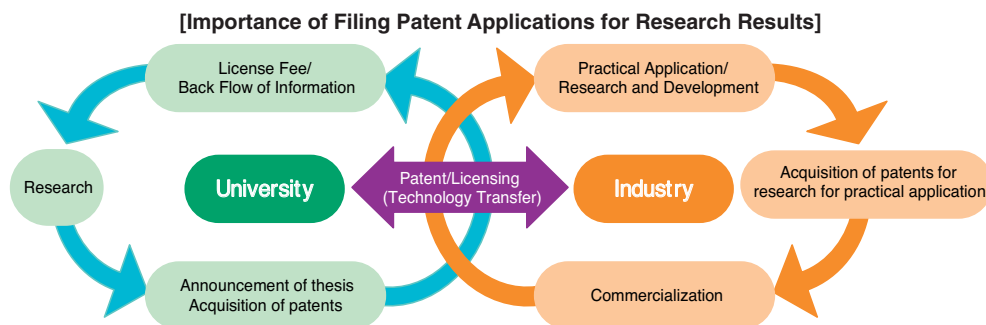 [Importance of Filing Patent Applications for Research Results]
License Fee/
Back Flow of Information
Practical Application/
Research and Development
Research
University
Patent/Licensing
(Technology Transfer)
Industry
Acquisition of patents for
research for practical application
Announcement of thesis
Acquisition of patents
Commercialization